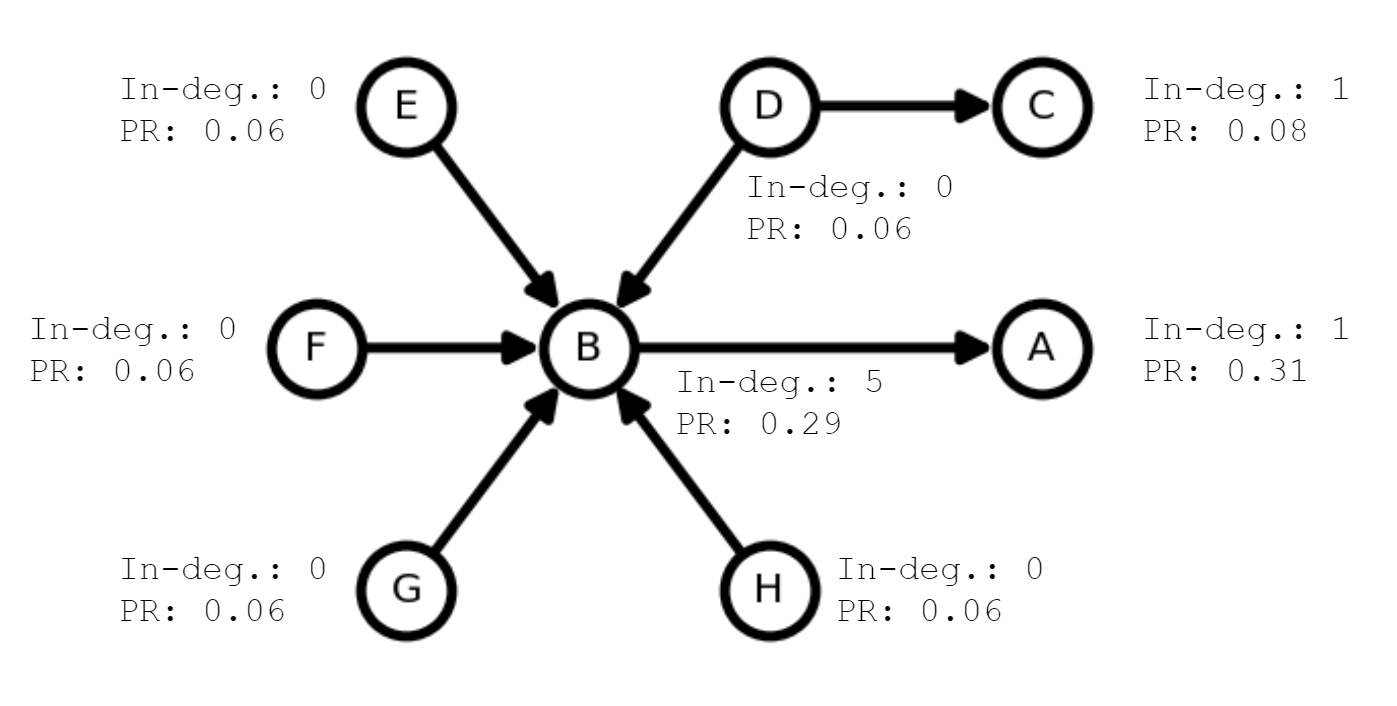 In-deg.: 0
PR: 0.06
E
D
C
In-deg.: 1
PR: 0.08
In-deg.: 0
PR: 0.06
In-deg.: 0
PR: 0.06
F
B
A
In-deg.: 1
PR: 0.31
In-deg.: 5
PR: 0.29
In-deg.: 0
PR: 0.06
G
H
In-deg.: 0
PR: 0.06